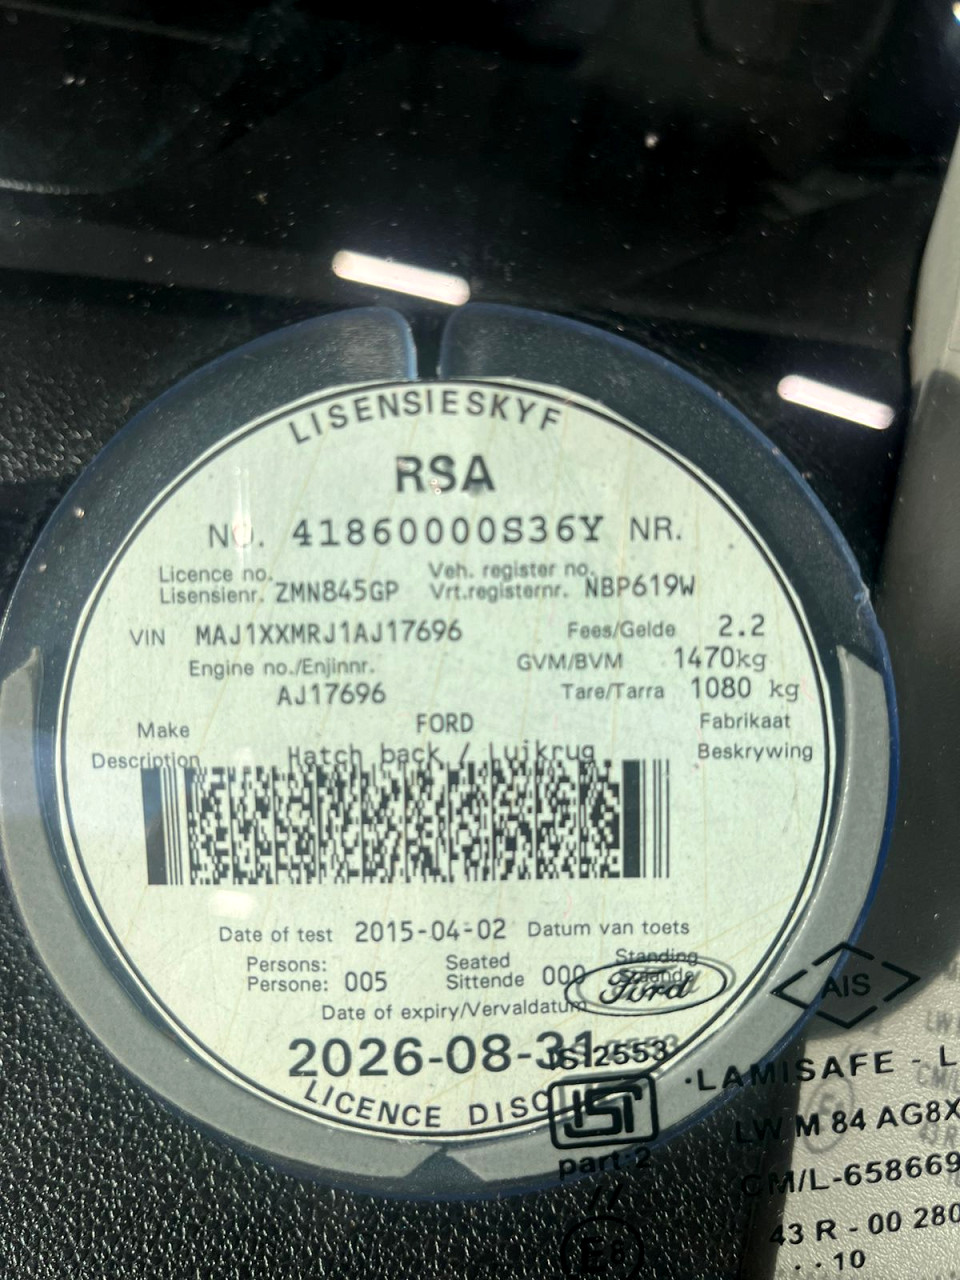 LISENSIESKYF
RSA
NO. 41860000S36Y NR.
Licence no. Veh. register no.
Lisensienr. ZMN845GP Vrt.registernr. NBP619W
VIN MAJ1XXMRJ1AJ17696 Fees/Gelde 2.2
Engine no./Enjinnr. GVM/BVM 1470kg
AJ17696 Tare/Tarra 1080 kg
Make FORD Fabrikaat
Description Hatch back / Luikrug Beskrywing
Date of test 2015-04-02 Datum van toets
Persons: Seated Standing
Persone: 005 Sittende 000 Staande
Ford
Date of expiry/Vervaldatum
2026-08-31
LICENCE DISC
AIS
IS 2553
ISI
part-2
//
E8
·LAMISAFE - L
LW M 84 AG8X
CM/L-658669
43 R - 00 280
. . 10